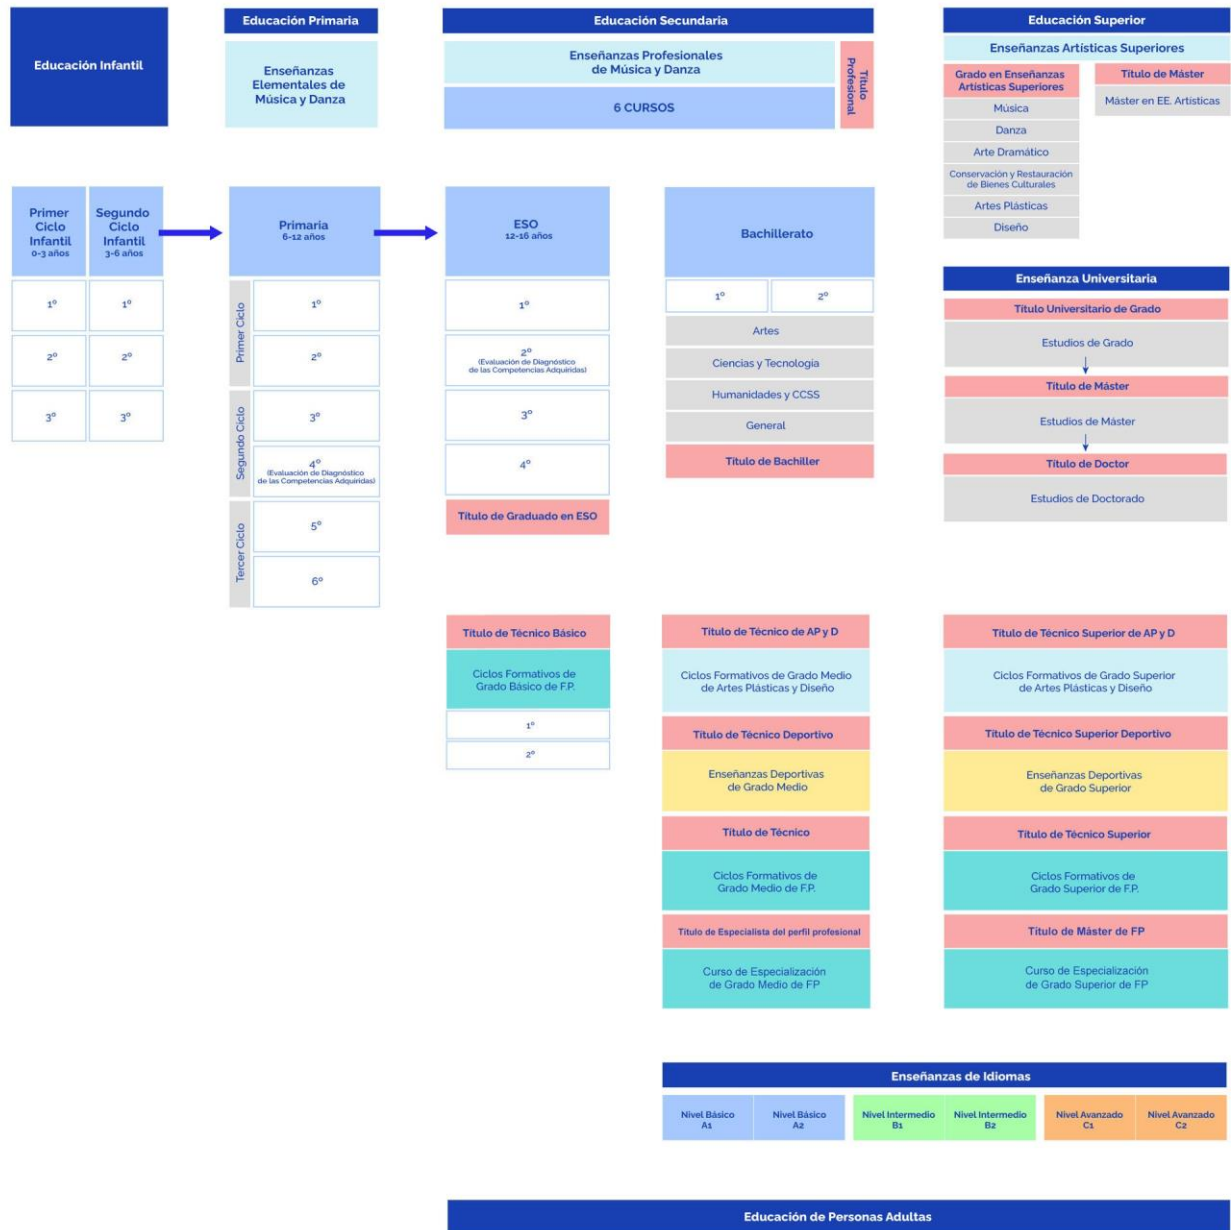 Educación Infantil
Educación Primaria
Enseñanzas
Elementales de
Música y Danza
Educación Secundaria
Enseñanzas Profesionales
de Música y Danza
6 CURSOS
Título
Profesional
Educación Superior
Enseñanzas Artísticas Superiores
Grado en Enseñanzas
Artísticas Superiores
Música
Danza
Arte Dramático
Conservación y Restauración
de Bienes Culturales
Artes Plásticas
Diseño
Título de Máster
Máster en EE. Artísticas
Primer
Ciclo
Infantil
0-3 años
1º
2º
3º
Segundo
Ciclo
Infantil
3-6 años
1º
2º
3º
Primaria
6-12 años
Primer Ciclo
1º
2º
Segundo Ciclo
3º
4º
(Evaluación de Diagnóstico
de las Competencias Adquiridas)
Tercer Ciclo
5º
6º
ESO
12-16 años
1º
2º
(Evaluación de Diagnóstico
de las Competencias Adquiridas)
3º
4º
Título de Graduado en ESO
Bachillerato
1º
2º
Artes
Ciencias y Tecnología
Humanidades y CCSS
General
Título de Bachiller
Enseñanza Universitaria
Título Universitario de Grado
Estudios de Grado
Título de Máster
Estudios de Máster
Título de Doctor
Estudios de Doctorado
Título de Técnico Básico
Ciclos Formativos de
Grado Básico de F.P.
1º
2º
Título de Técnico de AP y D
Ciclos Formativos de Grado Medio
de Artes Plásticas y Diseño
Título de Técnico Deportivo
Enseñanzas Deportivas
de Grado Medio
Título de Técnico
Ciclos Formativos de
Grado Medio de F.P.
Título de Especialista del perfil profesional
Curso de Especialización
de Grado Medio de FP
Título de Técnico Superior de AP y D
Ciclos Formativos de Grado Superior
de Artes Plásticas y Diseño
Título de Técnico Superior Deportivo
Enseñanzas Deportivas
de Grado Superior
Título de Técnico Superior
Ciclos Formativos de
Grado Superior de F.P.
Título de Máster de FP
Curso de Especialización
de Grado Superior de FP
Enseñanzas de Idiomas
Nivel Básico
A1
Nivel Básico
A2
Nivel Intermedio
B1
Nivel Intermedio
B2
Nivel Avanzado
C1
Nivel Avanzado
C2
Educación de Personas Adultas